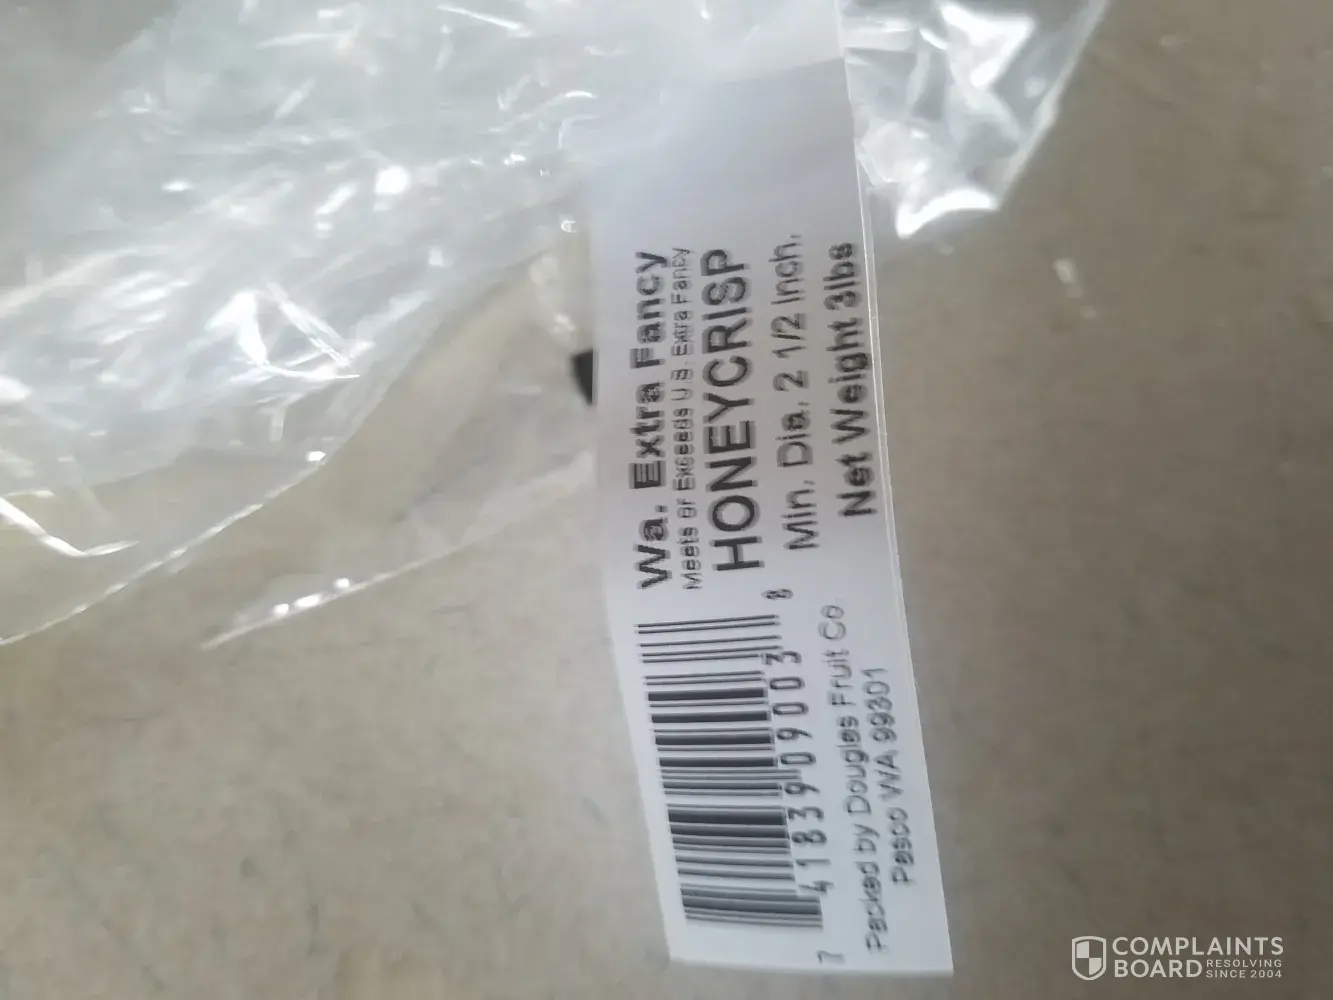 Wa. Extra Fancy
Meets or Exceeds U.S. Extra Fancy
HONEYCRISP
Min. Dia. 2 1/2 Inch.
Net Weight 3lbs
7 41839 09003 8
Packed by Douglas Fruit Co.
Pasco WA 99301
COMPLAINTS
BOARD RESOLVING
SINCE 2004